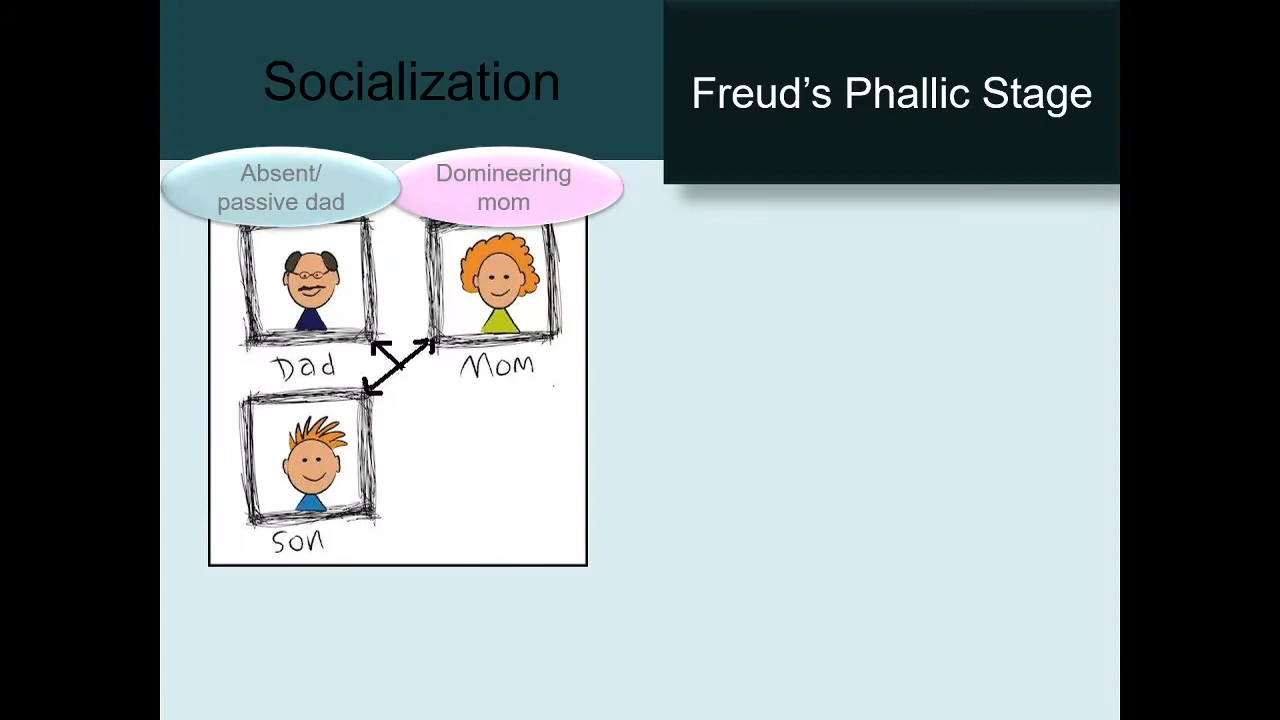 Socialization
Freud's Phallic Stage
Absent/
passive dad
Domineering
mom
Dad
Mom
Son